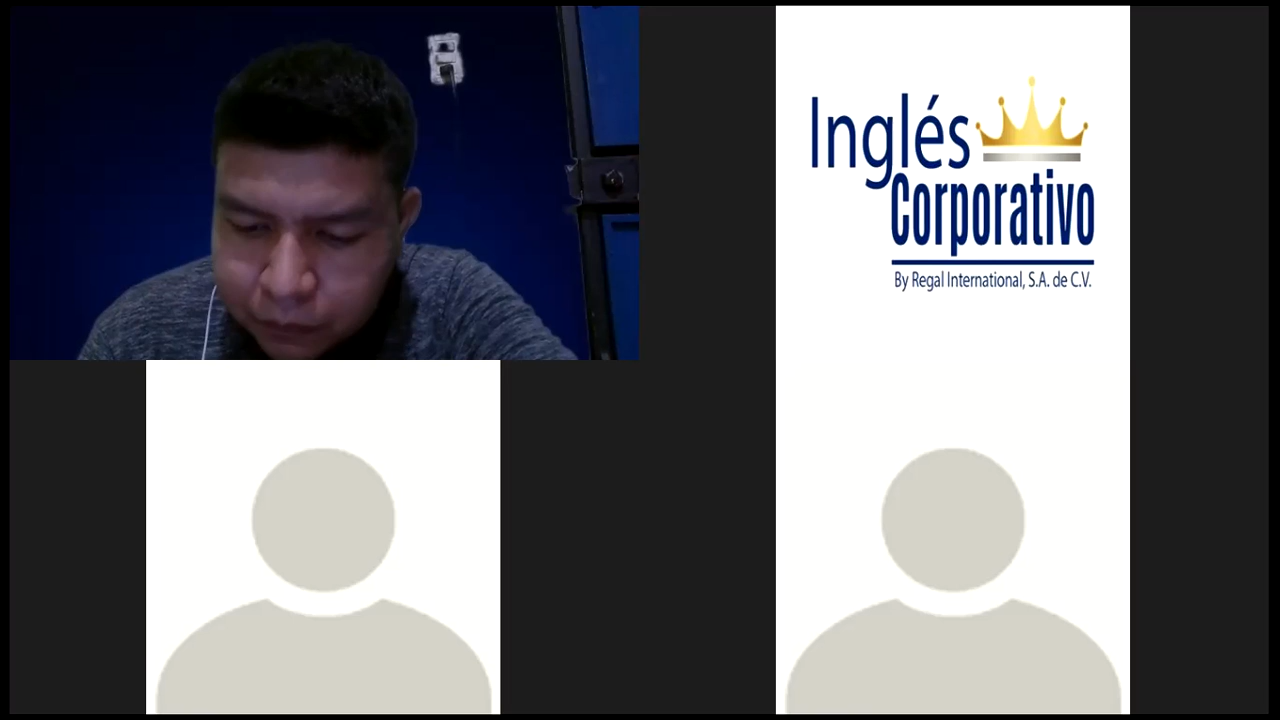 Inglés
Corporativo
By Regal International, S.A. de C.V.